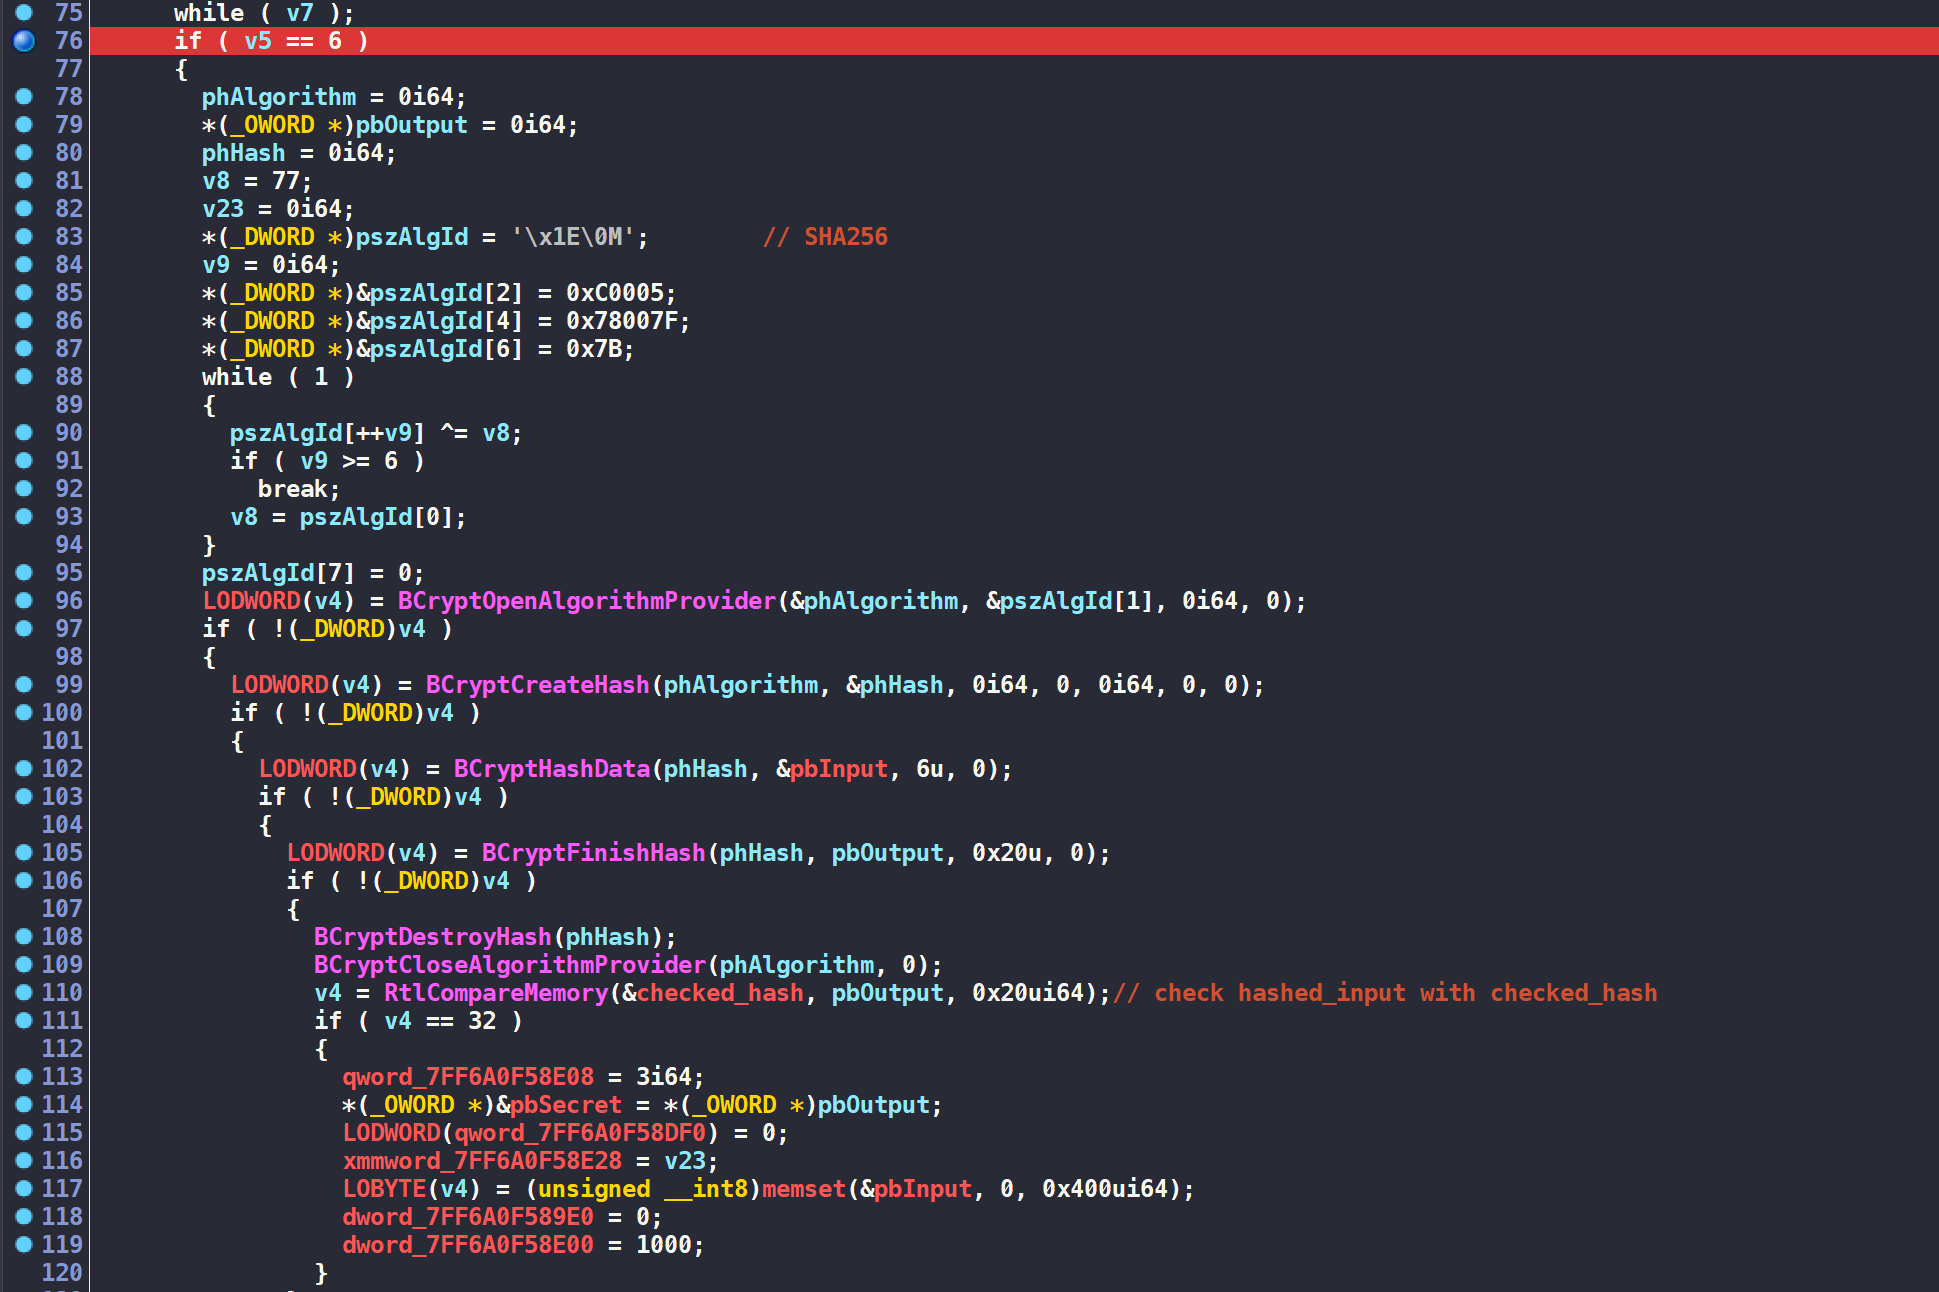 75 while ( v7 );
76 if ( v5 == 6 )
77 {
78 phAlgorithm = 0i64;
79 *(_OWORD *)pbOutput = 0i64;
80 phHash = 0i64;
81 v8 = 77;
82 v23 = 0i64;
83 *(_DWORD *)pszAlgId = '\x1E\0M'; // SHA256
84 v9 = 0i64;
85 *(_DWORD *)&pszAlgId[2] = 0xC0005;
86 *(_DWORD *)&pszAlgId[4] = 0x78007F;
87 *(_DWORD *)&pszAlgId[6] = 0x7B;
88 while ( 1 )
89 {
90 pszAlgId[++v9] ^= v8;
91 if ( v9 >= 6 )
92 break;
93 v8 = pszAlgId[0];
94 }
95 pszAlgId[7] = 0;
96 LODWORD(v4) = BCryptOpenAlgorithmProvider(&phAlgorithm, &pszAlgId[1], 0i64, 0);
97 if ( !(_DWORD)v4 )
98 {
99 LODWORD(v4) = BCryptCreateHash(phAlgorithm, &phHash, 0i64, 0, 0i64, 0, 0);
100 if ( !(_DWORD)v4 )
101 {
102 LODWORD(v4) = BCryptHashData(phHash, &pbInput, 6u, 0);
103 if ( !(_DWORD)v4 )
104 {
105 LODWORD(v4) = BCryptFinishHash(phHash, pbOutput, 0x20u, 0);
106 if ( !(_DWORD)v4 )
107 {
108 BCryptDestroyHash(phHash);
109 BCryptCloseAlgorithmProvider(phAlgorithm, 0);
110 v4 = RtlCompareMemory(&checked_hash, pbOutput, 0x20ui64);// check hashed_input with checked_hash
111 if ( v4 == 32 )
112 {
113 qword_7FF6A0F58E08 = 3i64;
114 *(_OWORD *)&pbSecret = *(_OWORD *)pbOutput;
115 LODWORD(qword_7FF6A0F58DF0) = 0;
116 xmmword_7FF6A0F58E28 = v23;
117 LOBYTE(v4) = (unsigned __int8)memset(&pbInput, 0, 0x400ui64);
118 dword_7FF6A0F589E0 = 0;
119 dword_7FF6A0F58E00 = 1000;
120 }